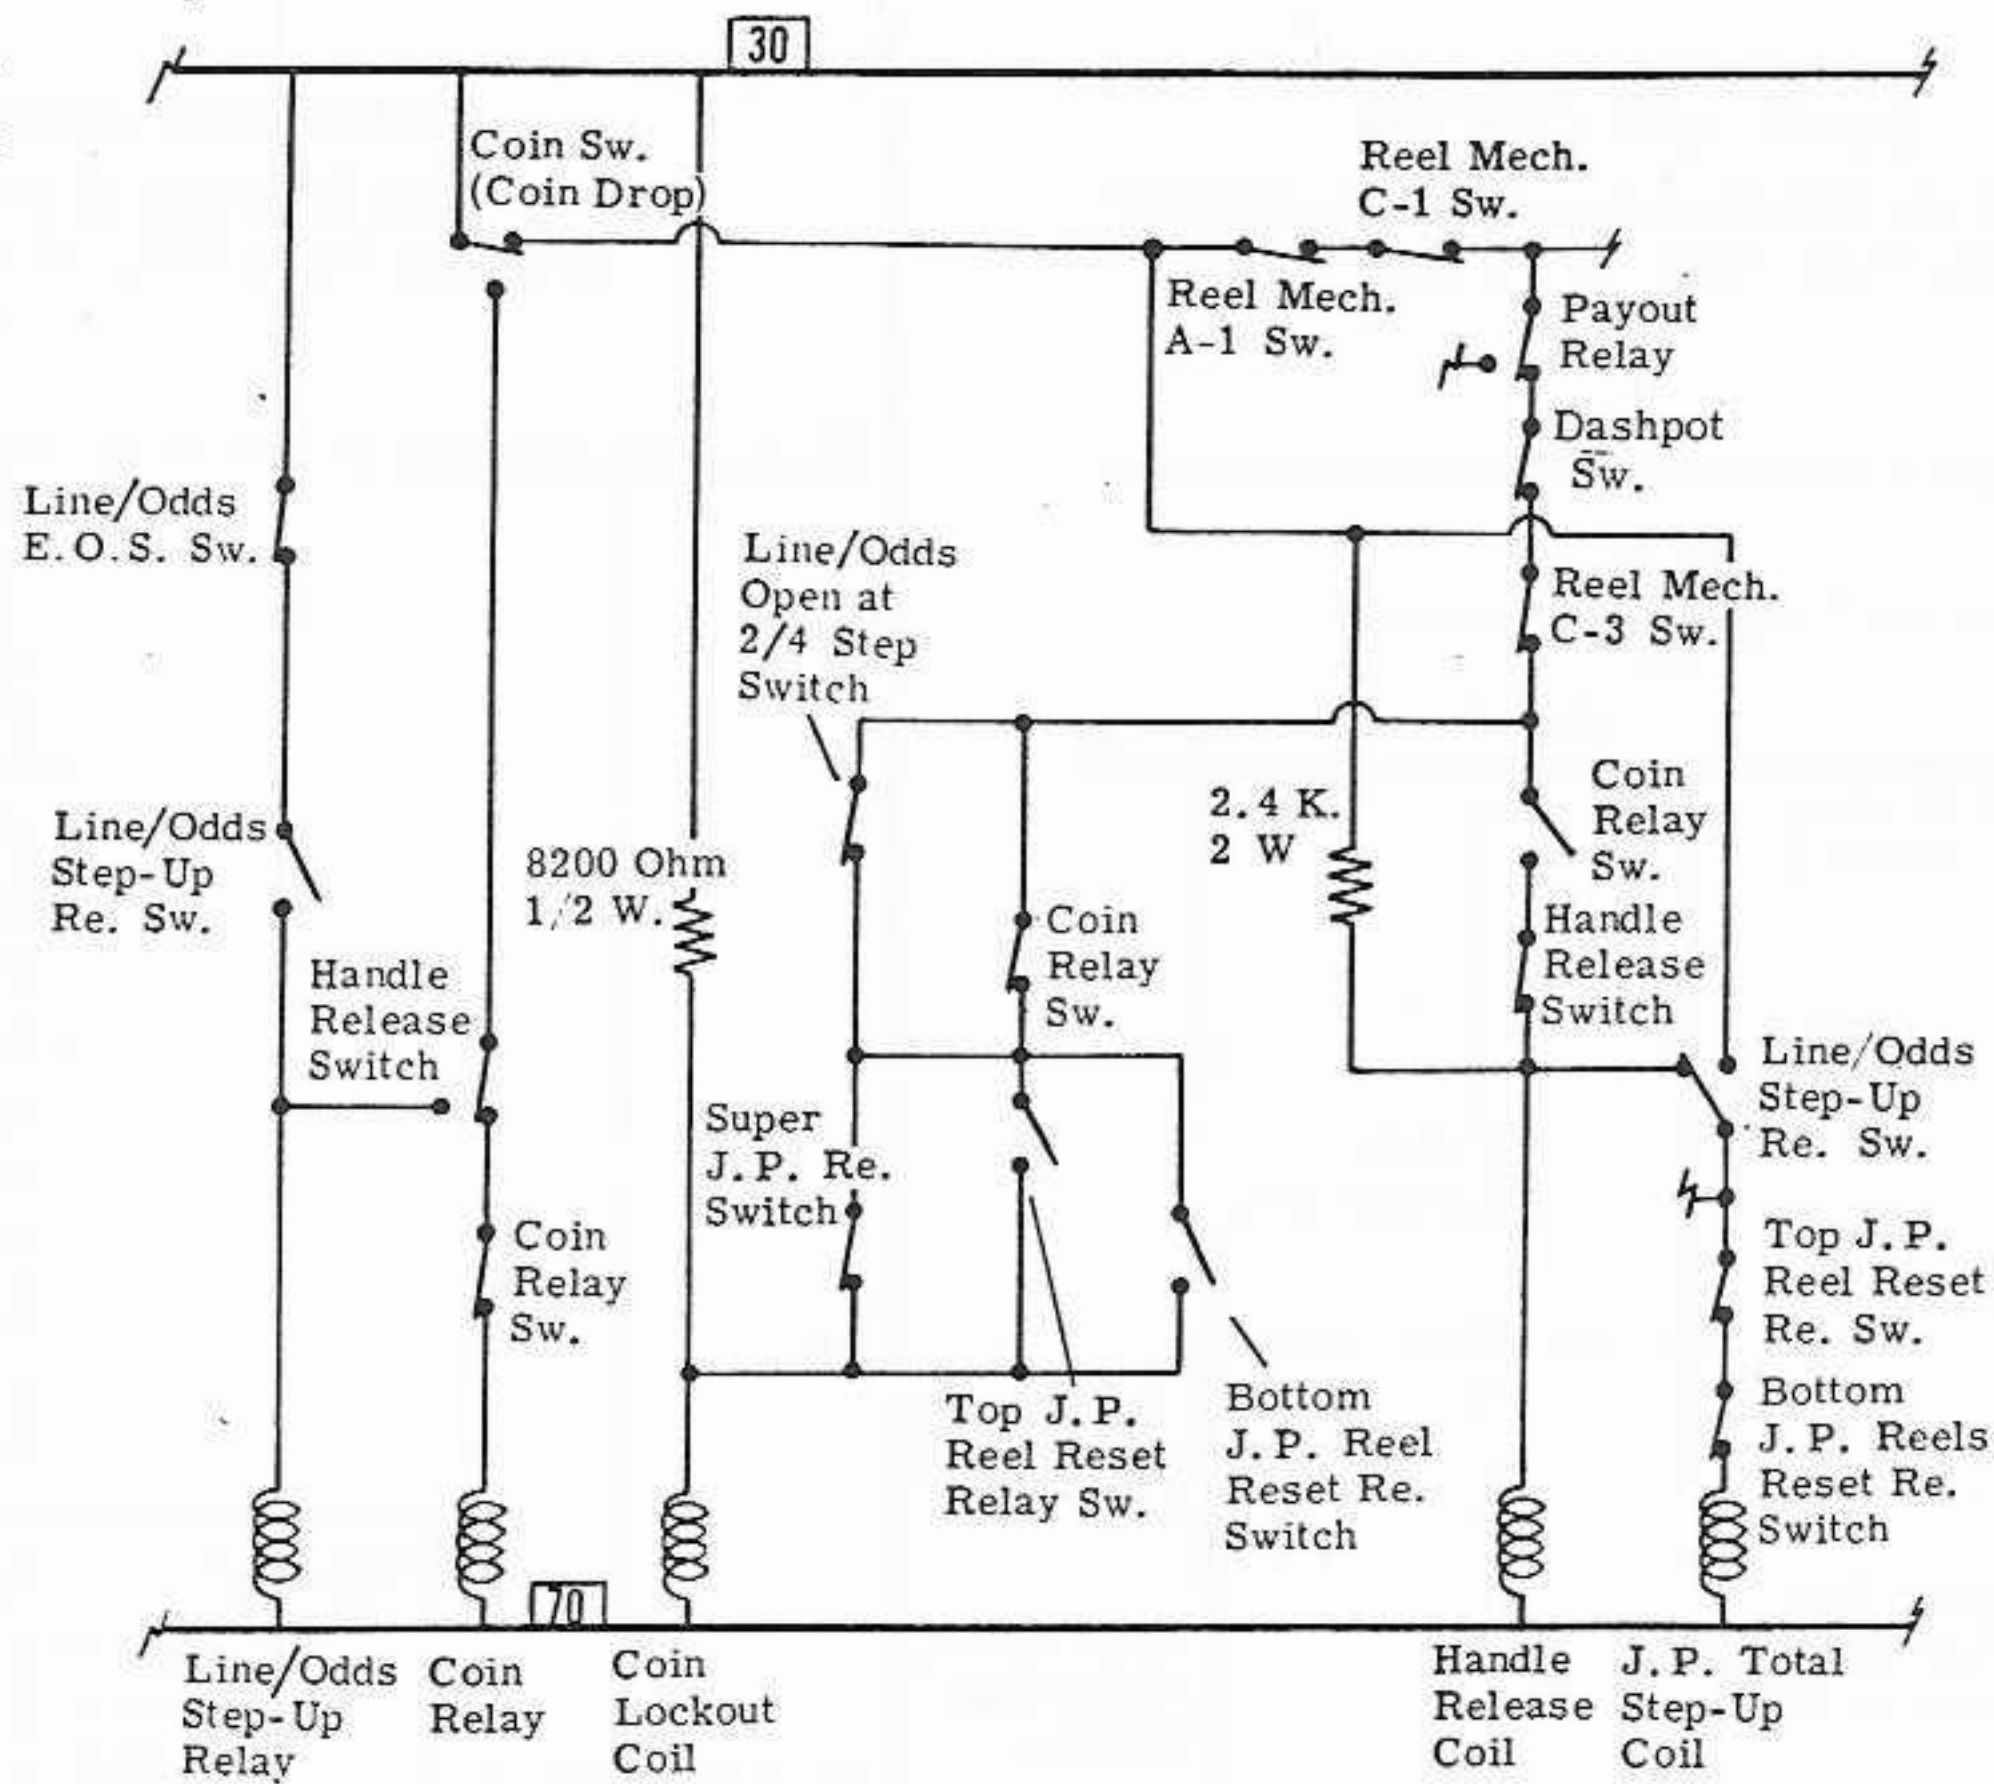 30
Coin Sw.
(Coin Drop)
Reel Mech.
C-1 Sw.
Reel Mech.
A-1 Sw.
Payout
Relay
Dashpot
Sw.
Line/Odds
E.O.S. Sw.
Line/Odds
Open at
2/4 Step
Switch
Reel Mech.
C-3 Sw.
Line/Odds
Step-Up
Re. Sw.
8200 Ohm
1/2 W.
2.4 K.
2 W
Coin
Relay
Sw.
Coin
Relay
Sw.
Handle
Release
Switch
Handle
Release
Switch
Super
J.P. Re.
Switch
Line/Odds
Step-Up
Re. Sw.
Coin
Relay
Sw.
Top J.P.
Reel Reset
Re. Sw.
Top J.P.
Reel Reset
Relay Sw.
Bottom
J.P. Reel
Reset Re.
Switch
Bottom
J.P. Reels
Reset Re.
Switch
70
Line/Odds
Step-Up
Relay
Coin
Relay
Coin
Lockout
Coil
Handle
Release
Coil
J.P. Total
Step-Up
Coil